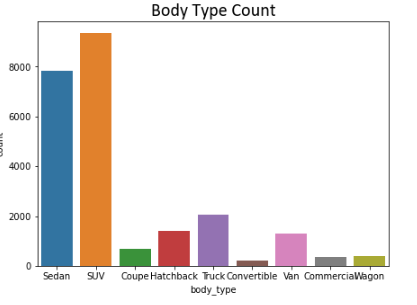 Body Type Count
8000
6000
4000
2000
0
count
Sedan SUV Coupe Hatchback Truck Convertible Van Commercial Wagon
body_type